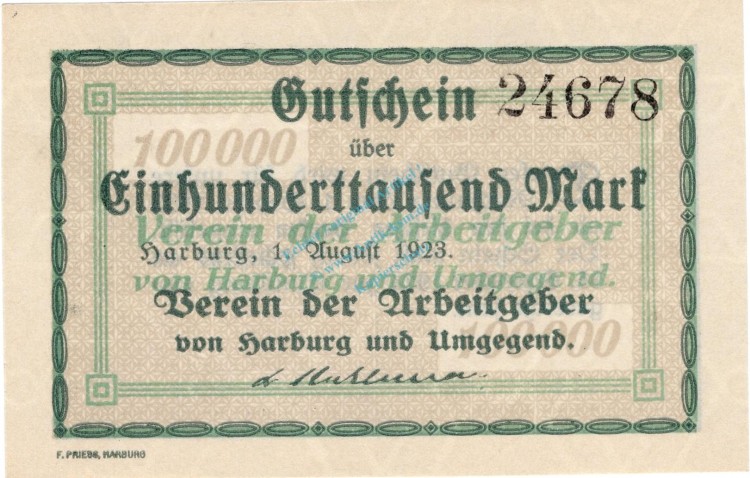 Gutschein 24678
100 000
über
Einhunderttausend Mark
Verein der Arbeitgeber
Harburg, 1. August 1923.
von Harburg und Umgegend.
Verein der Arbeitgeber
von Harburg und Umgegend.
100 000
F. PRIESS, HARBURG